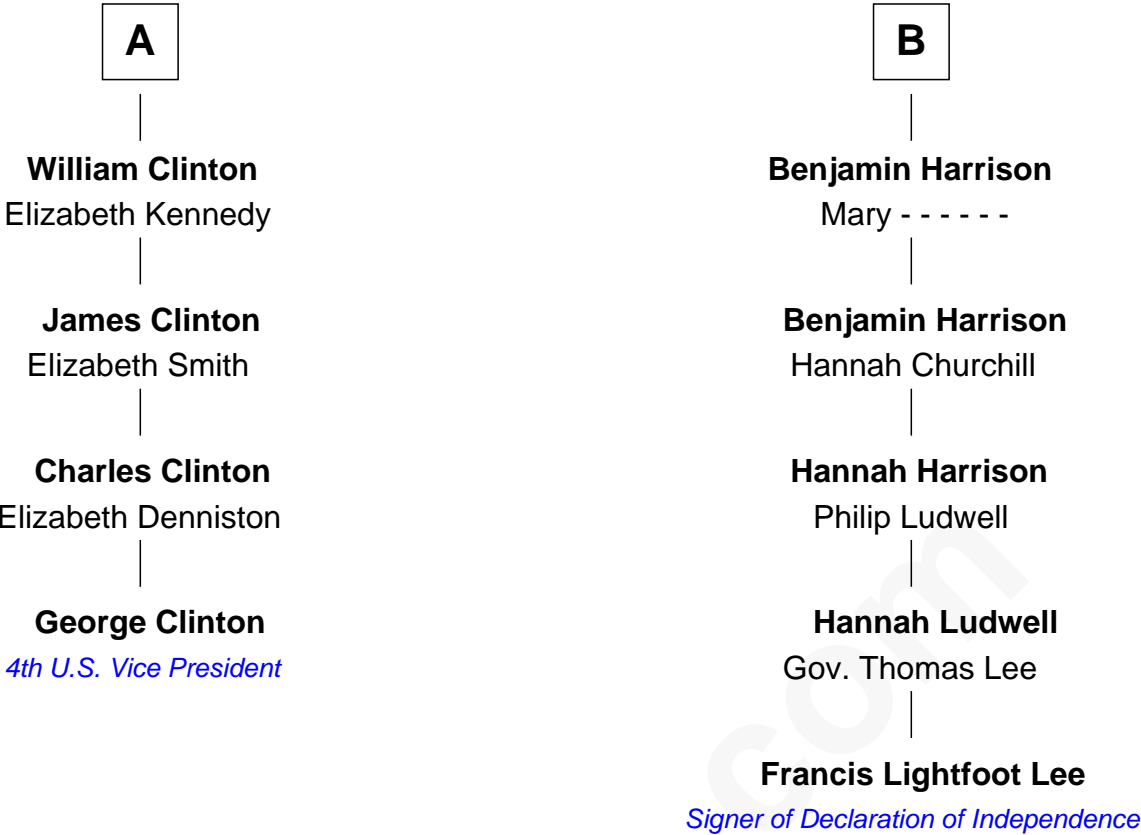 A
William Clinton
Elizabeth Kennedy
James Clinton
Elizabeth Smith
Charles Clinton
Elizabeth Denniston
George Clinton
4th U.S. Vice President
B
Benjamin Harrison
Mary - - - - - -
Benjamin Harrison
Hannah Churchill
Hannah Harrison
Philip Ludwell
Hannah Ludwell
Gov. Thomas Lee
Francis Lightfoot Lee
Signer of Declaration of Independence
com